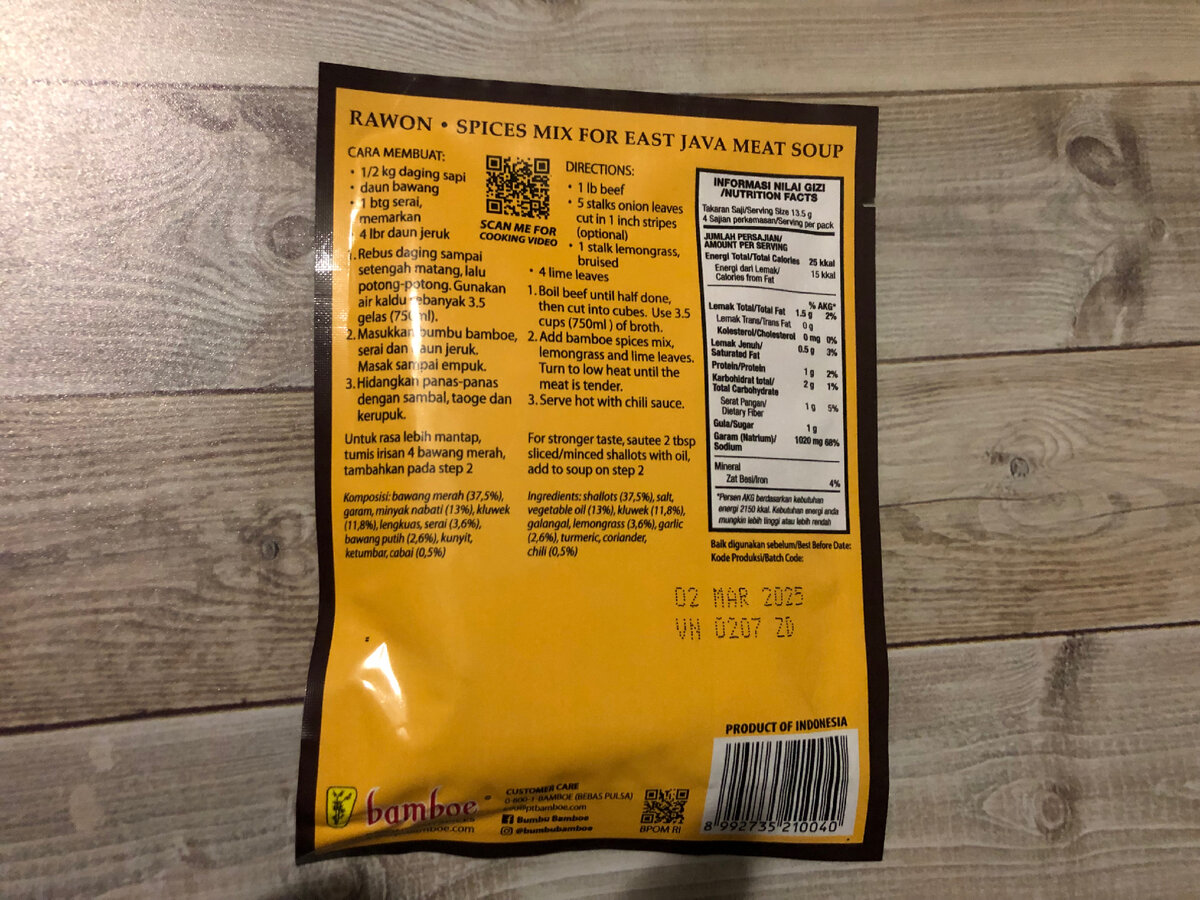 RAWON • SPICES MIX FOR EAST JAVA MEAT SOUP
CARA MEMBUAT:
• 1/2 kg daging sapi
• daun bawang
• 1 btg serai,
memarkan
• 4 lbr daun jeruk
SCAN ME FOR
COOKING VIDEO
1. Rebus daging sampai
setengah matang, lalu
potong-potong. Gunakan
air kaldu sebanyak 3.5
gelas (750ml).
2. Masukkan bumbu bamboe,
serai dan daun jeruk.
Masak sampai empuk.
3. Hidangkan panas-panas
dengan sambal, taoge dan
kerupuk.
Untuk rasa lebih mantap,
tumis irisan 4 bawang merah,
tambahkan pada step 2
Komposisi: bawang merah (37,5%),
garam, minyak nabati (13%), kluwek
(11,8%), lengkuas, serai (3,6%),
bawang putih (2,6%), kunyit,
ketumbar, cabai (0,5%)
DIRECTIONS:
• 1 lb beef
• 5 stalks onion leaves
cut in 1 inch stripes
(optional)
• 1 stalk lemongrass,
bruised
• 4 lime leaves
1. Boil beef until half done,
then cut into cubes. Use 3.5
cups (750ml ) of broth.
2. Add bamboe spices mix,
lemongrass and lime leaves.
Turn to low heat until the
meat is tender.
3. Serve hot with chili sauce.
For stronger taste, sautee 2 tbsp
sliced/minced shallots with oil,
add to soup on step 2
Ingredients: shallots (37,5%), salt,
vegetable oil (13%), kluwek (11,8%),
galangal, lemongrass (3,6%), garlic
(2,6%), turmeric, coriander,
chili (0,5%)
INFORMASI NILAI GIZI
/NUTRITION FACTS
Takaran Saji/Serving Size 13.5 g
4 Sajian perkemasan/Serving per pack
JUMLAH PERSAJIAN/
AMOUNT PER SERVING
Energi Total/Total Calories 25 kkal
Energi dari Lemak/
Calories from Fat 15 kkal
% AKG*
Lemak Total/Total Fat 1.5 g 2%
Lemak Trans/Trans Fat 0 g
Kolesterol/Cholesterol 0 mg 0%
Lemak Jenuh/
Saturated Fat 0.5 g 3%
Protein/Protein 1 g 2%
Karbohidrat total/
Total Carbohydrate 2 g 1%
Serat Pangan/
Dietary Fiber 1 g 5%
Gula/Sugar 1 g
Garam (Natrium)/
Sodium 1020 mg 68%
Mineral
Zat Besi/Iron 4%
*Persen AKG berdasarkan kebutuhan
energi 2150 kkal. Kebutuhan energi anda
mungkin lebih tinggi atau lebih rendah
Baik digunakan sebelum/Best Before Date:
Kode Produksi/Batch Code:
02 MAR 2025
VN 0207 ZD
PRODUCT OF INDONESIA
8 992735 210040
bamboe
CUSTOMER CARE
0-800-1-BAMBOE (BEBAS PULSA)
Bumbu Bamboe
@bumbubamboe
BPOM RI